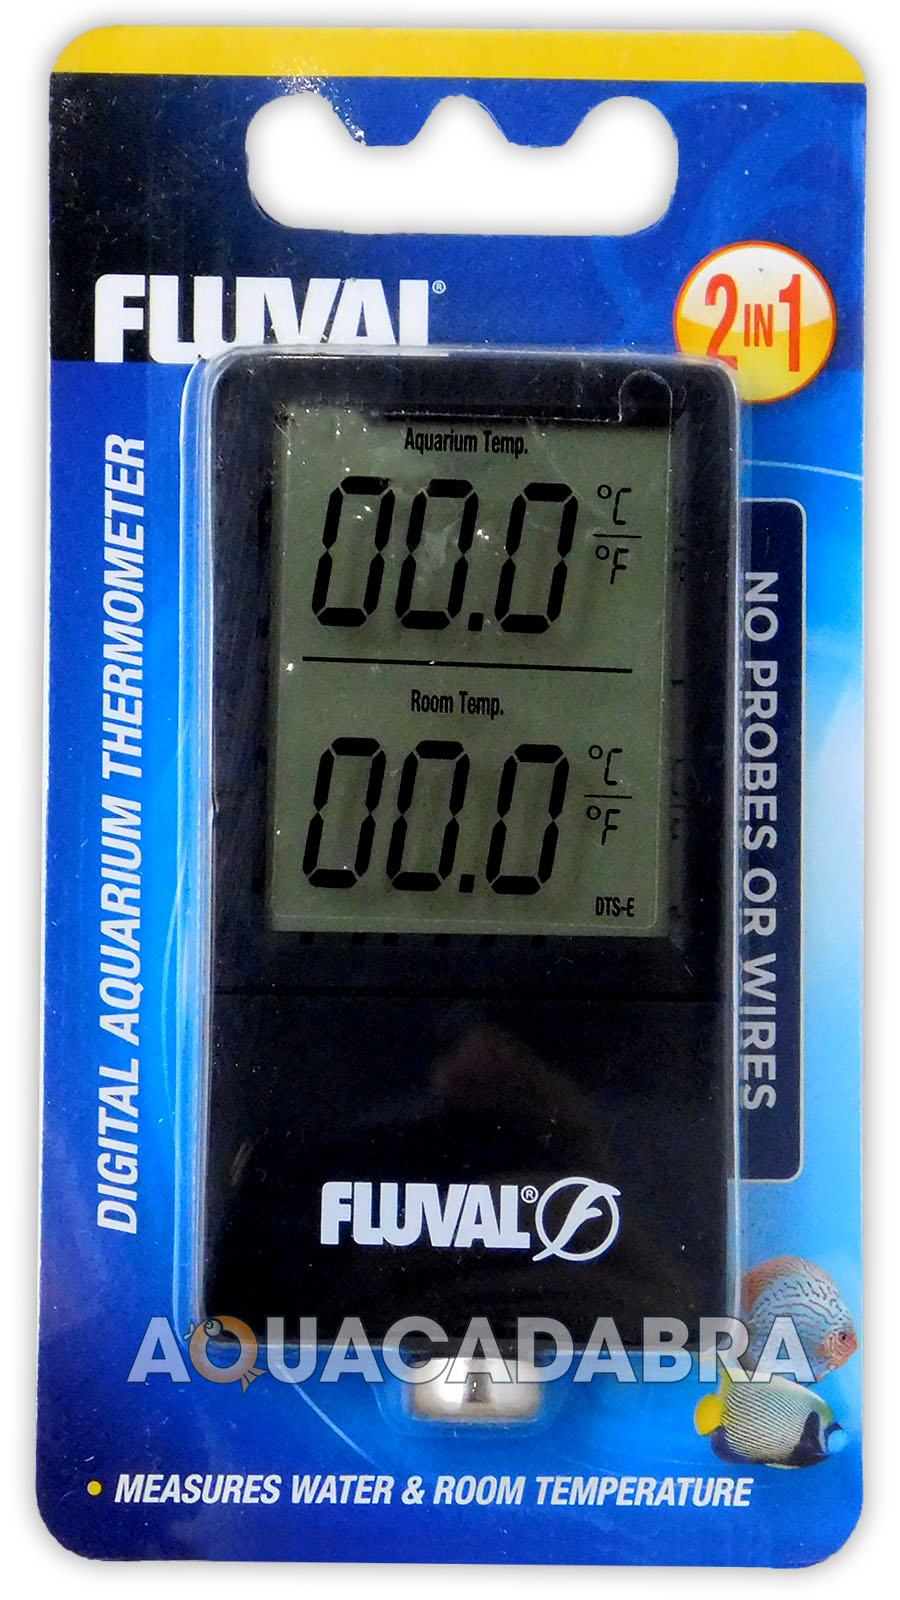 FLUVAL®
2 IN 1
DIGITAL AQUARIUM THERMOMETER
NO PROBES OR WIRES
Aquarium Temp.
00.0 °C
°F
Room Temp.
00.0 °C
°F
DTS-E
FLUVAL®
AQUACADABRA
• MEASURES WATER & ROOM TEMPERATURE